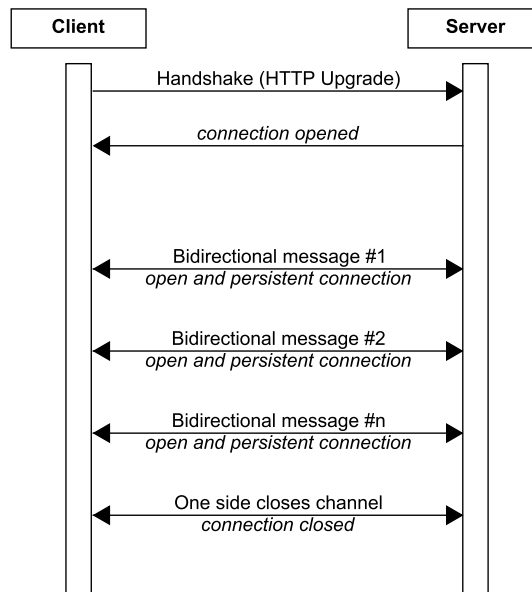 Client
Server
Handshake (HTTP Upgrade)
connection opened
Bidirectional message #1
open and persistent connection
Bidirectional message #2
open and persistent connection
Bidirectional message #n
open and persistent connection
One side closes channel
connection closed